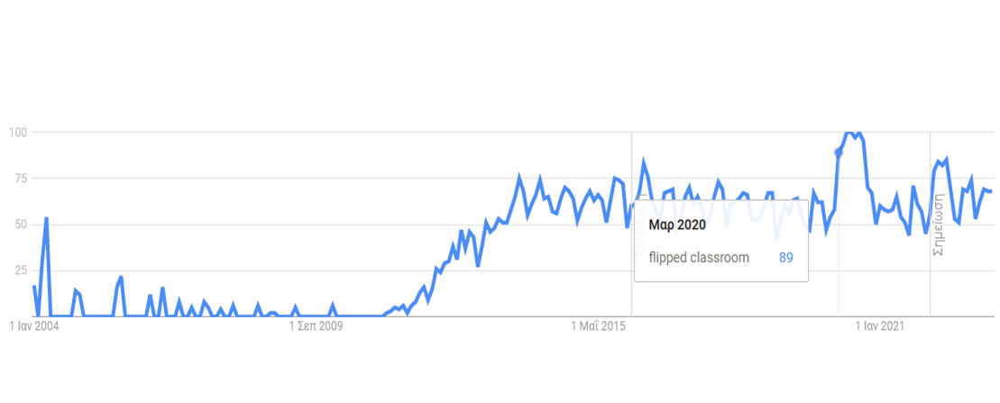 100
75
50
25
1 Ιαν 2004
1 Σεπ 2009
1 Μαΐ 2015
1 Ιαν 2021
Μαρ 2020
flipped classroom 89
Σημείωση